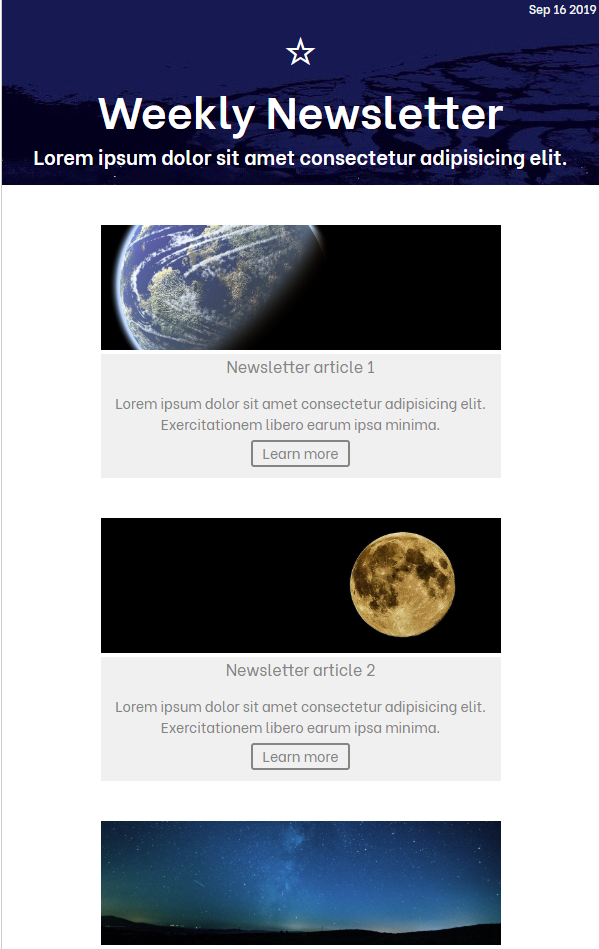 Sep 16 2019
Weekly Newsletter
Lorem ipsum dolor sit amet consectetur adipisicing elit.
Newsletter article 1
Lorem ipsum dolor sit amet consectetur adipisicing elit.
Exercitationem libero earum ipsa minima.
Learn more
Newsletter article 2
Lorem ipsum dolor sit amet consectetur adipisicing elit.
Exercitationem libero earum ipsa minima.
Learn more